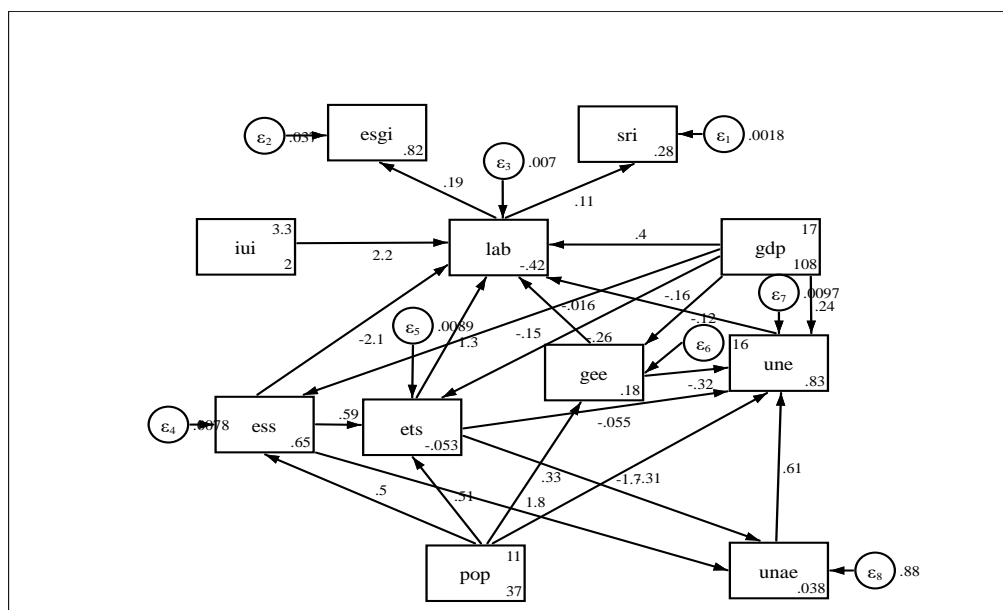 ε2
.037
esgi
.82
ε3
.007
sri
.28
ε1
.0018
.19
.11
iui
3.3
2
2.2
lab
-.42
.4
gdp
17
108
ε7
.0097
.24
-.016
-.16
-.12
-2.1
ε5
.0089
1.3
-.15
-.26
ε6
gee
.18
16
une
.83
-.32
ε4
.0078
ess
.65
.59
ets
-.053
-.055
.5
.51
.33
1.8
-1.7
.31
.61
pop
11
37
unae
.038
ε8
.88